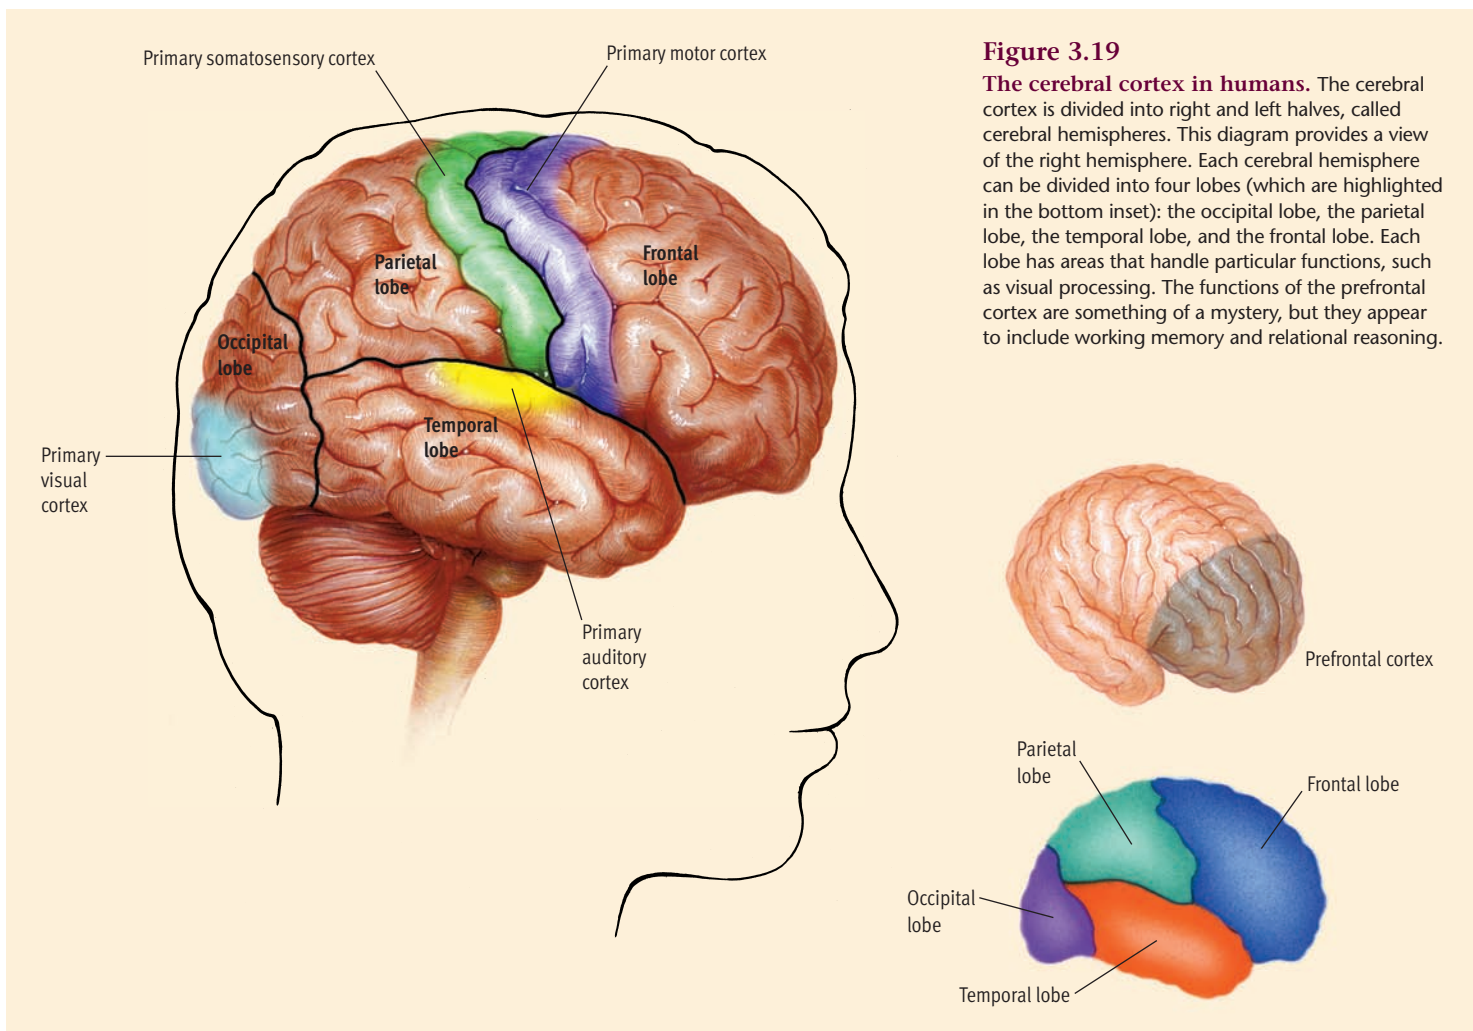 Primary somatosensory cortex
Primary motor cortex
Parietal
lobe
Frontal
lobe
Occipital
lobe
Temporal
lobe
Primary
visual
cortex
Primary
auditory
cortex
Figure 3.19
The cerebral cortex in humans. The cerebral
cortex is divided into right and left halves, called
cerebral hemispheres. This diagram provides a view
of the right hemisphere. Each cerebral hemisphere
can be divided into four lobes (which are highlighted
in the bottom inset): the occipital lobe, the parietal
lobe, the temporal lobe, and the frontal lobe. Each
lobe has areas that handle particular functions, such
as visual processing. The functions of the prefrontal
cortex are something of a mystery, but they appear
to include working memory and relational reasoning.
Prefrontal cortex
Parietal
lobe
Frontal lobe
Occipital
lobe
Temporal lobe